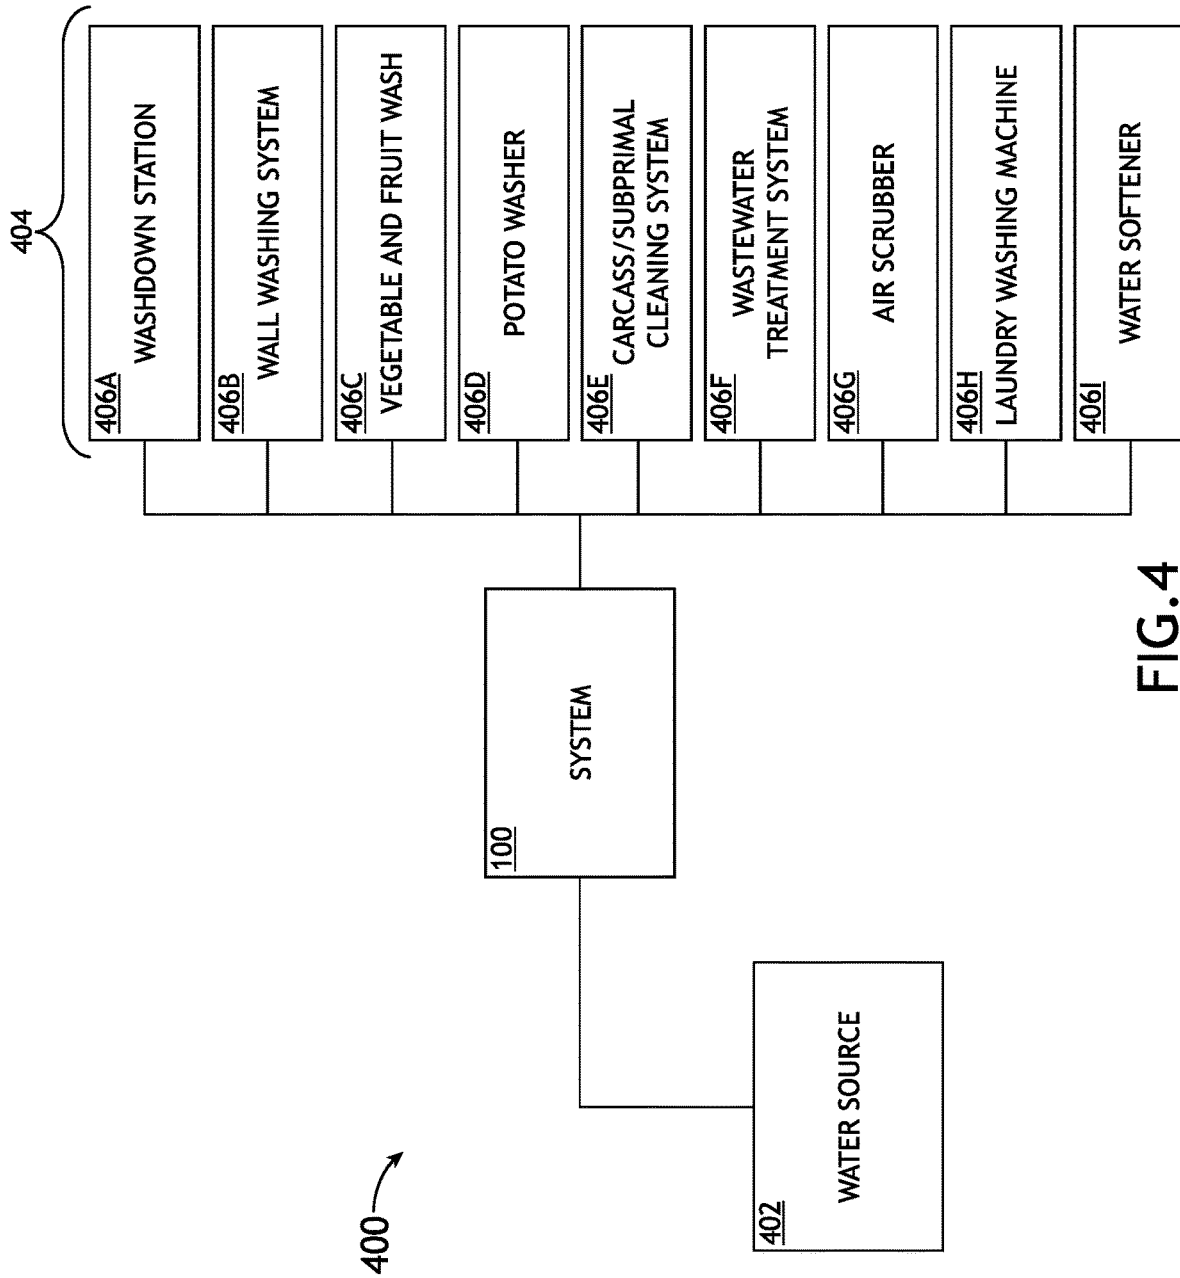 404
406A
WASHDOWN STATION
406B
WALL WASHING SYSTEM
406C
VEGETABLE AND FRUIT WASH
406D
POTATO WASHER
406E
CARCASS/SUBPRIMAL
CLEANING SYSTEM
406F
WASTEWATER
TREATMENT SYSTEM
406G
AIR SCRUBBER
406H
LAUNDRY WASHING MACHINE
406I
WATER SOFTENER
100
SYSTEM
402
WATER SOURCE
400
FIG.4